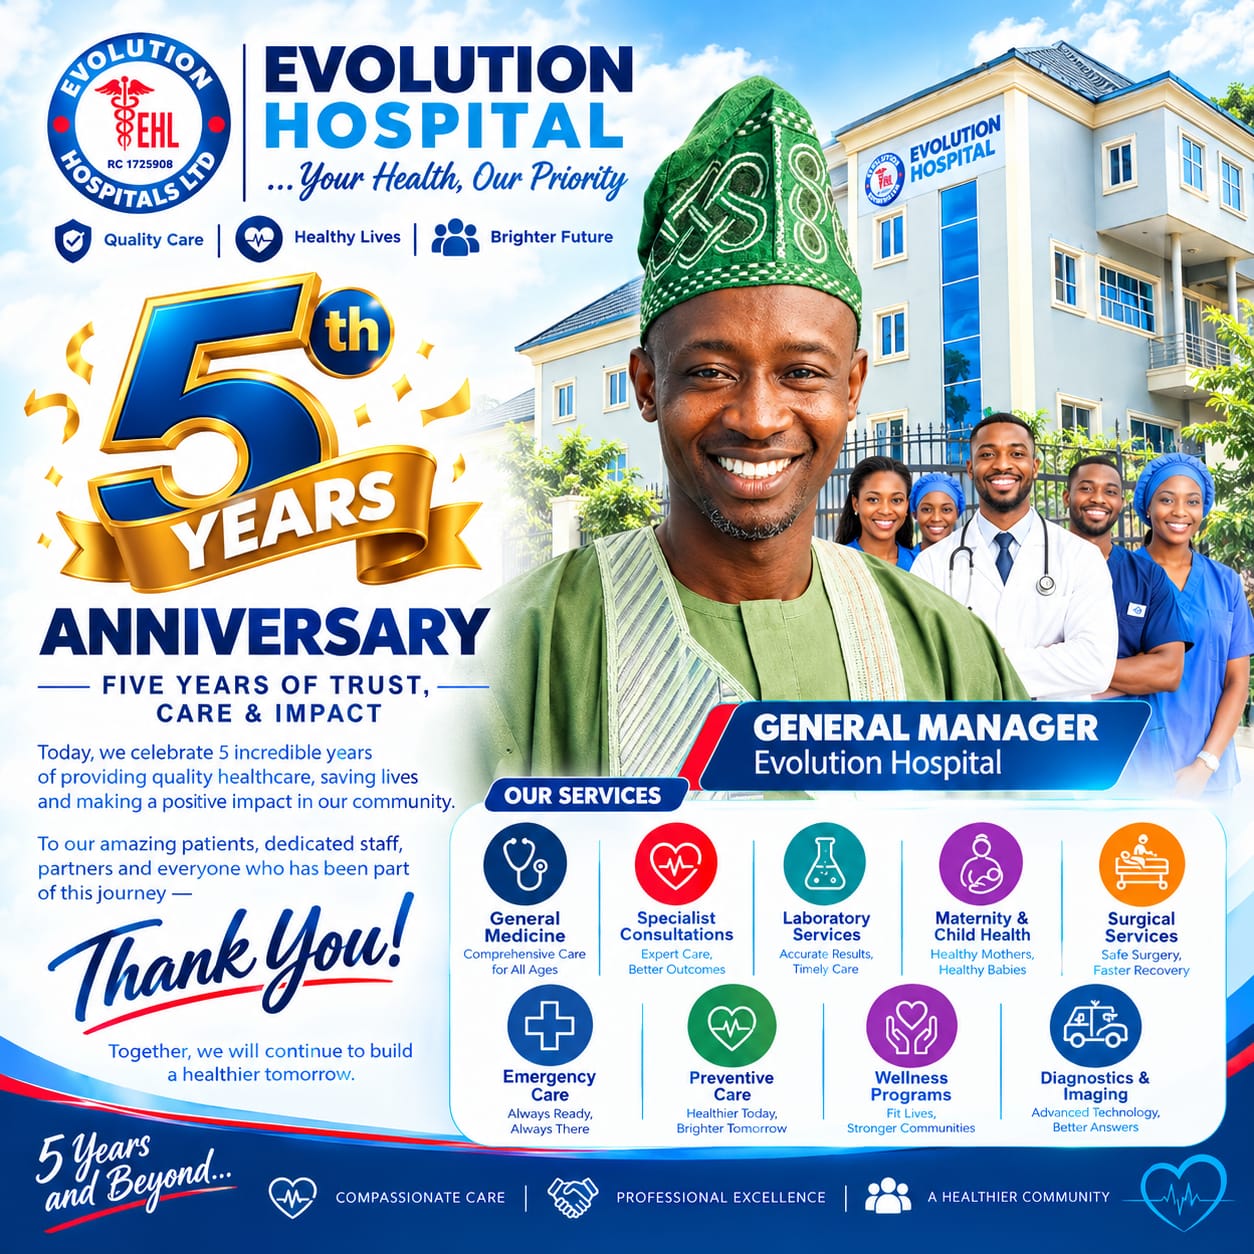 EVOLUTION
EHL
RC 1725908
HOSPITALS LTD
EVOLUTION
HOSPITAL
...Your Health, Our Priority
Quality Care
Healthy Lives
Brighter Future
EVOLUTION
HOSPITAL
EVOLUTION
EHL
5th
YEARS
ANNIVERSARY
FIVE YEARS OF TRUST,
CARE & IMPACT
Today, we celebrate 5 incredible years
of providing quality healthcare, saving lives
and making a positive impact in our community.
To our amazing patients, dedicated staff,
partners and everyone who has been part
of this journey —
Thank You!
Together, we will continue to build
a healthier tomorrow.
GENERAL MANAGER
Evolution Hospital
OUR SERVICES
General
Medicine
Comprehensive Care
for All Ages
Specialist
Consultations
Expert Care,
Better Outcomes
Laboratory
Services
Accurate Results,
Timely Care
Maternity &
Child Health
Healthy Mothers,
Healthy Babies
Surgical
Services
Safe Surgery,
Faster Recovery
Emergency
Care
Always Ready,
Always There
Preventive
Care
Healthier Today,
Brighter Tomorrow
Wellness
Programs
Fit Lives,
Stronger Communities
Diagnostics &
Imaging
Advanced Technology,
Better Answers
5 Years
and Beyond...
COMPASSIONATE CARE
PROFESSIONAL EXCELLENCE
A HEALTHIER COMMUNITY